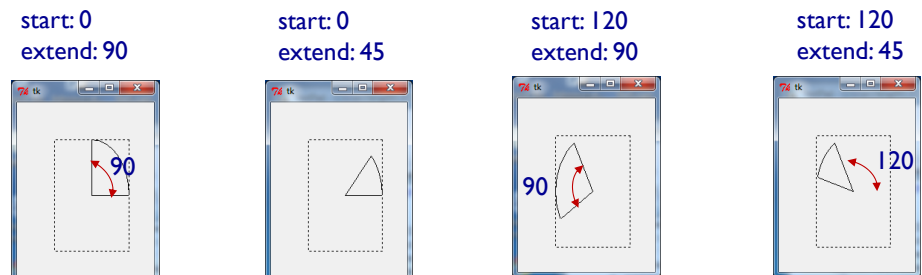 start: 0
extend: 90
start: 0
extend: 45
start: 120
extend: 90
start: 120
extend: 45
tk
90
tk
tk
90
tk
120